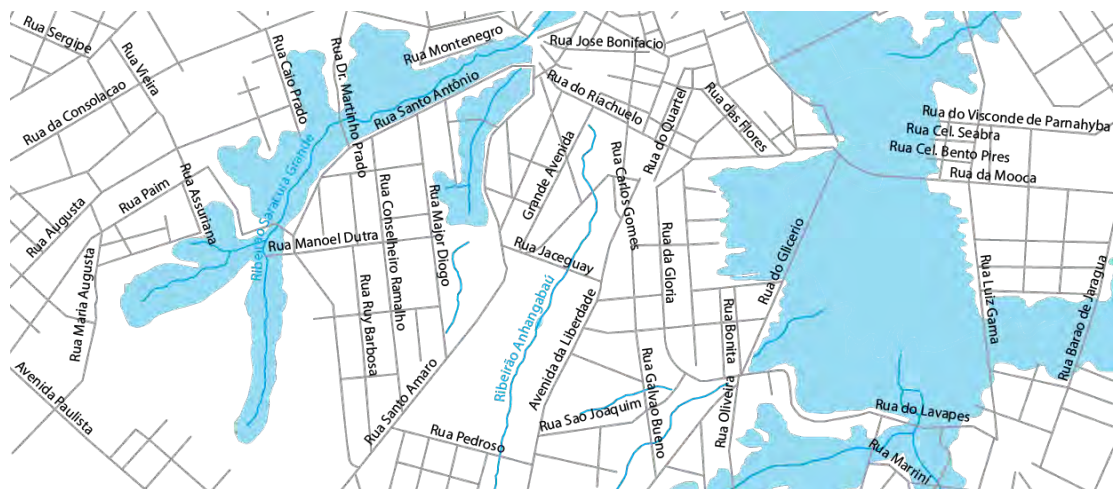 Rua Sergipe
Rua Vieira
Rua Caio Prado
Rua Dr. Martinho Prado
Rua Montenegro
Rua Jose Bonifacio
Rua da Consolacao
Rua Santo Antônio
Rua do Riachuelo
Rua do Quartel
Rua das Flores
Rua do Visconde de Parnahyba
Rua Cel. Seabra
Rua Cel. Bento Pires
Rua da Mooca
Ribeirão Saracura Grande
Grande Avenida
Rua Carlos Gomes
Rua Paim
Rua Assuriana
Rua Augusta
Rua Maria Augusta
Rua Manoel Dutra
Rua Conselheiro Ramalho
Rua Major Diogo
Rua Ruy Barbosa
Rua Jaceguay
Rua da Gloria
Rua do Glicerio
Rua Luiz Gama
Rua Barao de Jaragua
Ribeirão Anhangabaú
Avenida da Liberdade
Rua Bonita
Avenida Paulista
Rua Santo Amaro
Rua Pedroso
Rua Sao Joaquim
Rua Galvao Bueno
Rua Oliveira
Rua do Lavapes
Rua Marrini